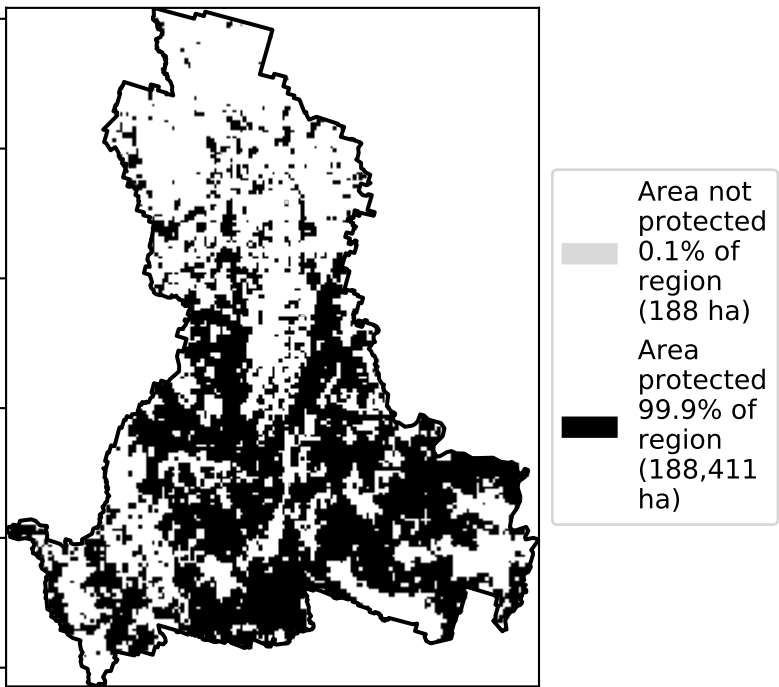 Area not
protected
0.1% of
region
(188 ha)
Area
protected
99.9% of
region
(188,411
ha)